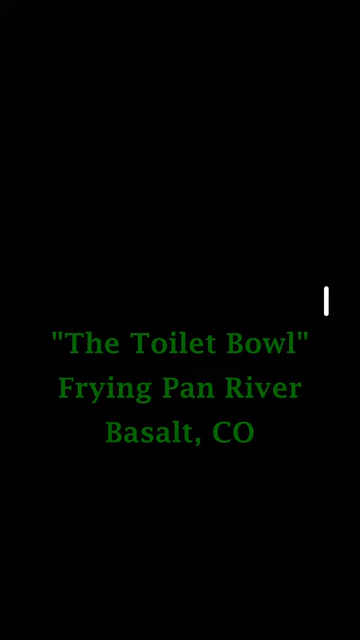 "The Toilet Bowl"
Frying Pan River
Basalt, CO